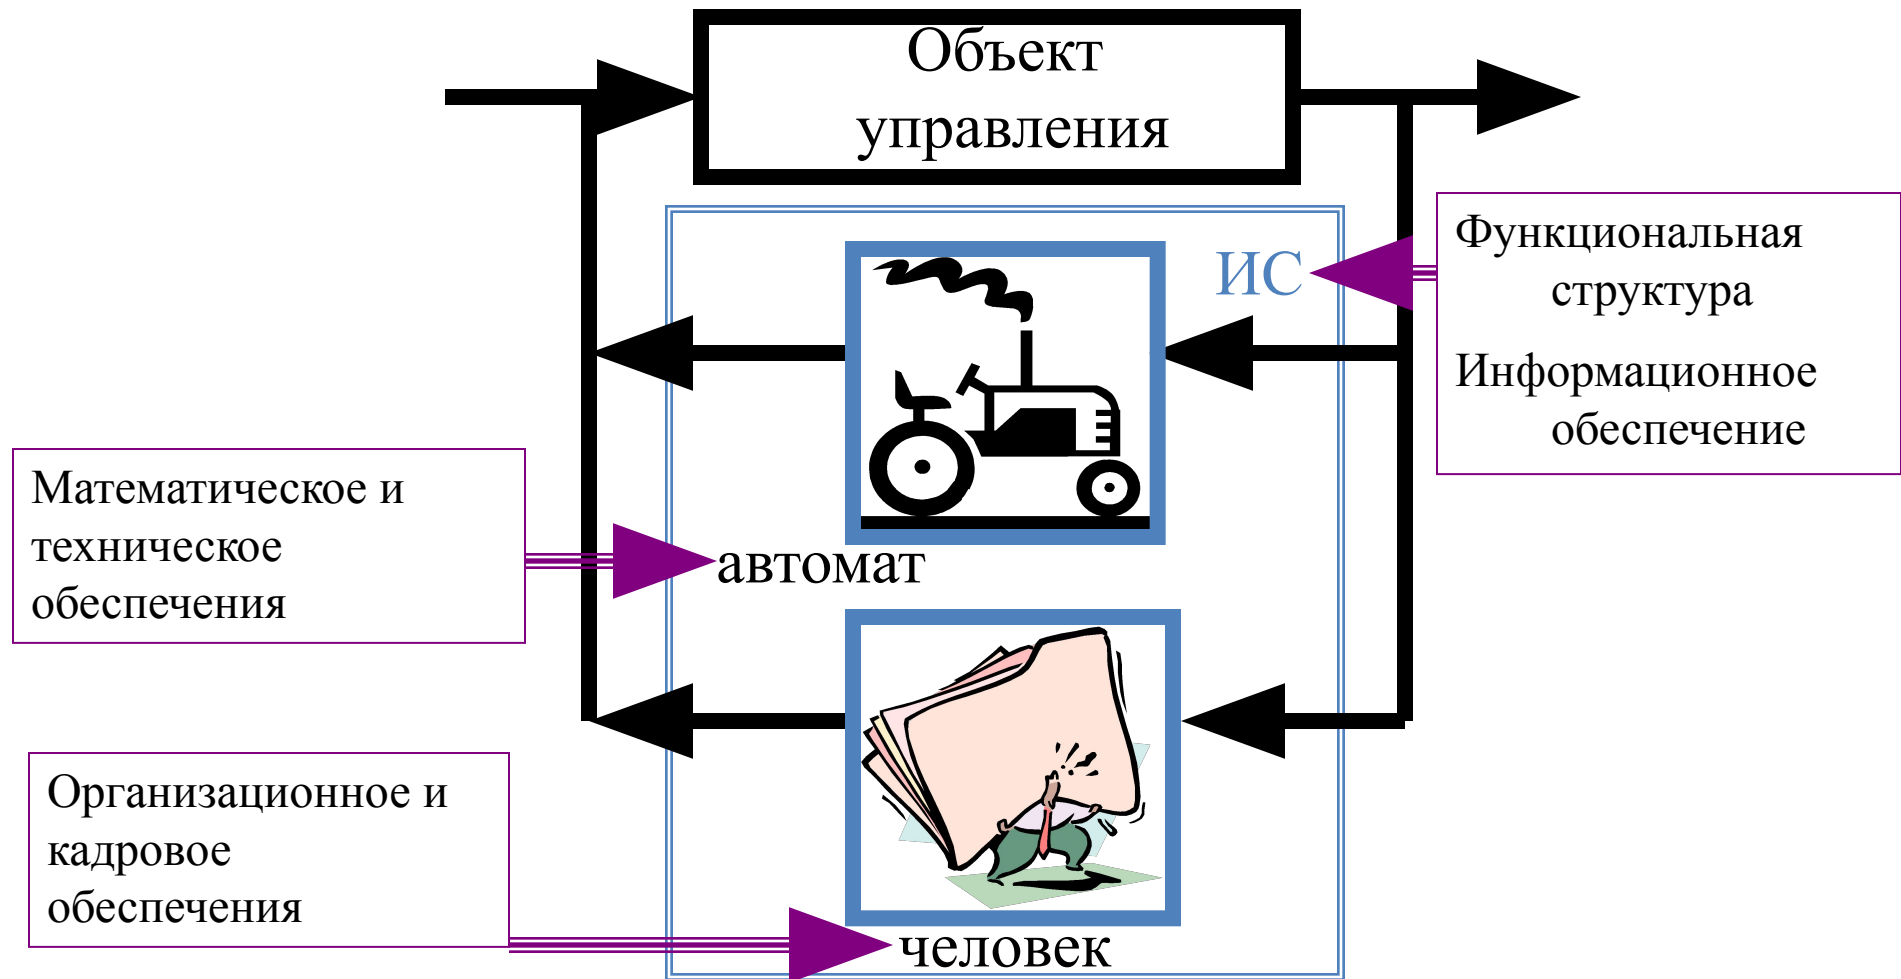 Объект
управления
ИС
Функциональная
структура
Информационное
обеспечение
Математическое и
техническое
обеспечения
автомат
Организационное и
кадровое
обеспечения
человек